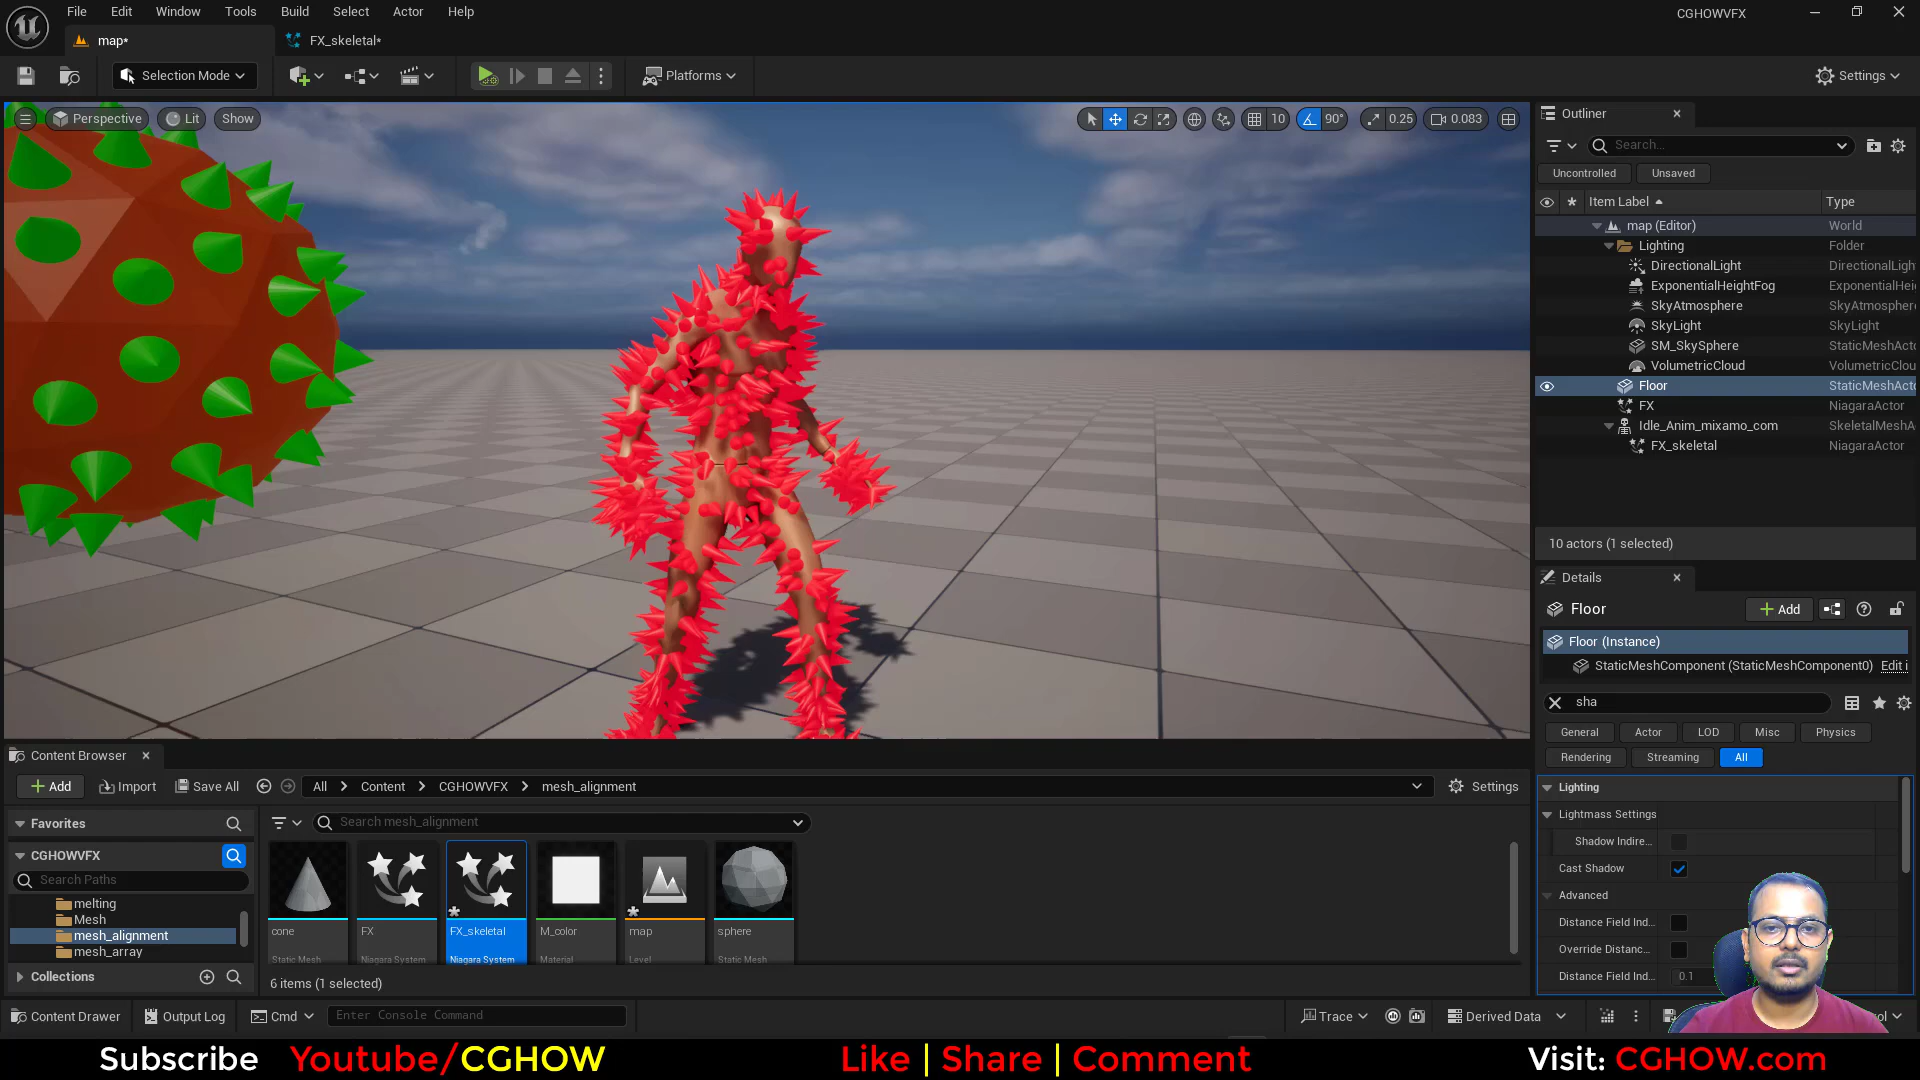 File Edit Window Tools Build Select Actor Help
CGHOWVFX
map*
FX_skeletal*
Selection Mode
Platforms
Settings
Perspective
Lit
Show
10
90°
0.25
0.083
Outliner
Search...
Uncontrolled
Unsaved
Item Label
Type
map (Editor)
World
Lighting
Folder
DirectionalLight
DirectionalLigh
ExponentialHeightFog
ExponentialHei
SkyAtmosphere
SkyAtmosphere
SkyLight
SkyLight
SM_SkySphere
StaticMeshActo
VolumetricCloud
VolumetricClou
Floor
StaticMeshActo
FX
NiagaraActor
Idle_Anim_mixamo_com
SkeletalMeshA
FX_skeletal
NiagaraActor
10 actors (1 selected)
Details
Floor
Add
Floor (Instance)
StaticMeshComponent (StaticMeshComponent0)
Edit i
sha
General
Actor
LOD
Misc
Physics
Rendering
Streaming
All
Lighting
Lightmass Settings
Shadow Indire...
Cast Shadow
Advanced
Distance Field Ind...
Override Distanc...
Distance Field Ind...
0.1
Content Browser
Add
Import
Save All
All
Content
CGHOWVFX
mesh_alignment
Settings
Favorites
CGHOWVFX
Search Paths
melting
Mesh
mesh_alignment
mesh_array
Collections
Search mesh_alignment
cone
Static Mesh
FX
Niagara System
FX_skeletal
Niagara System
M_color
Material
map
Level
sphere
Static Mesh
6 items (1 selected)
Content Drawer
Output Log
Cmd
Enter Console Command
Trace
Derived Data
Subscribe Youtube/CGHOW
Like | Share | Comment
Visit: CGHOW.com